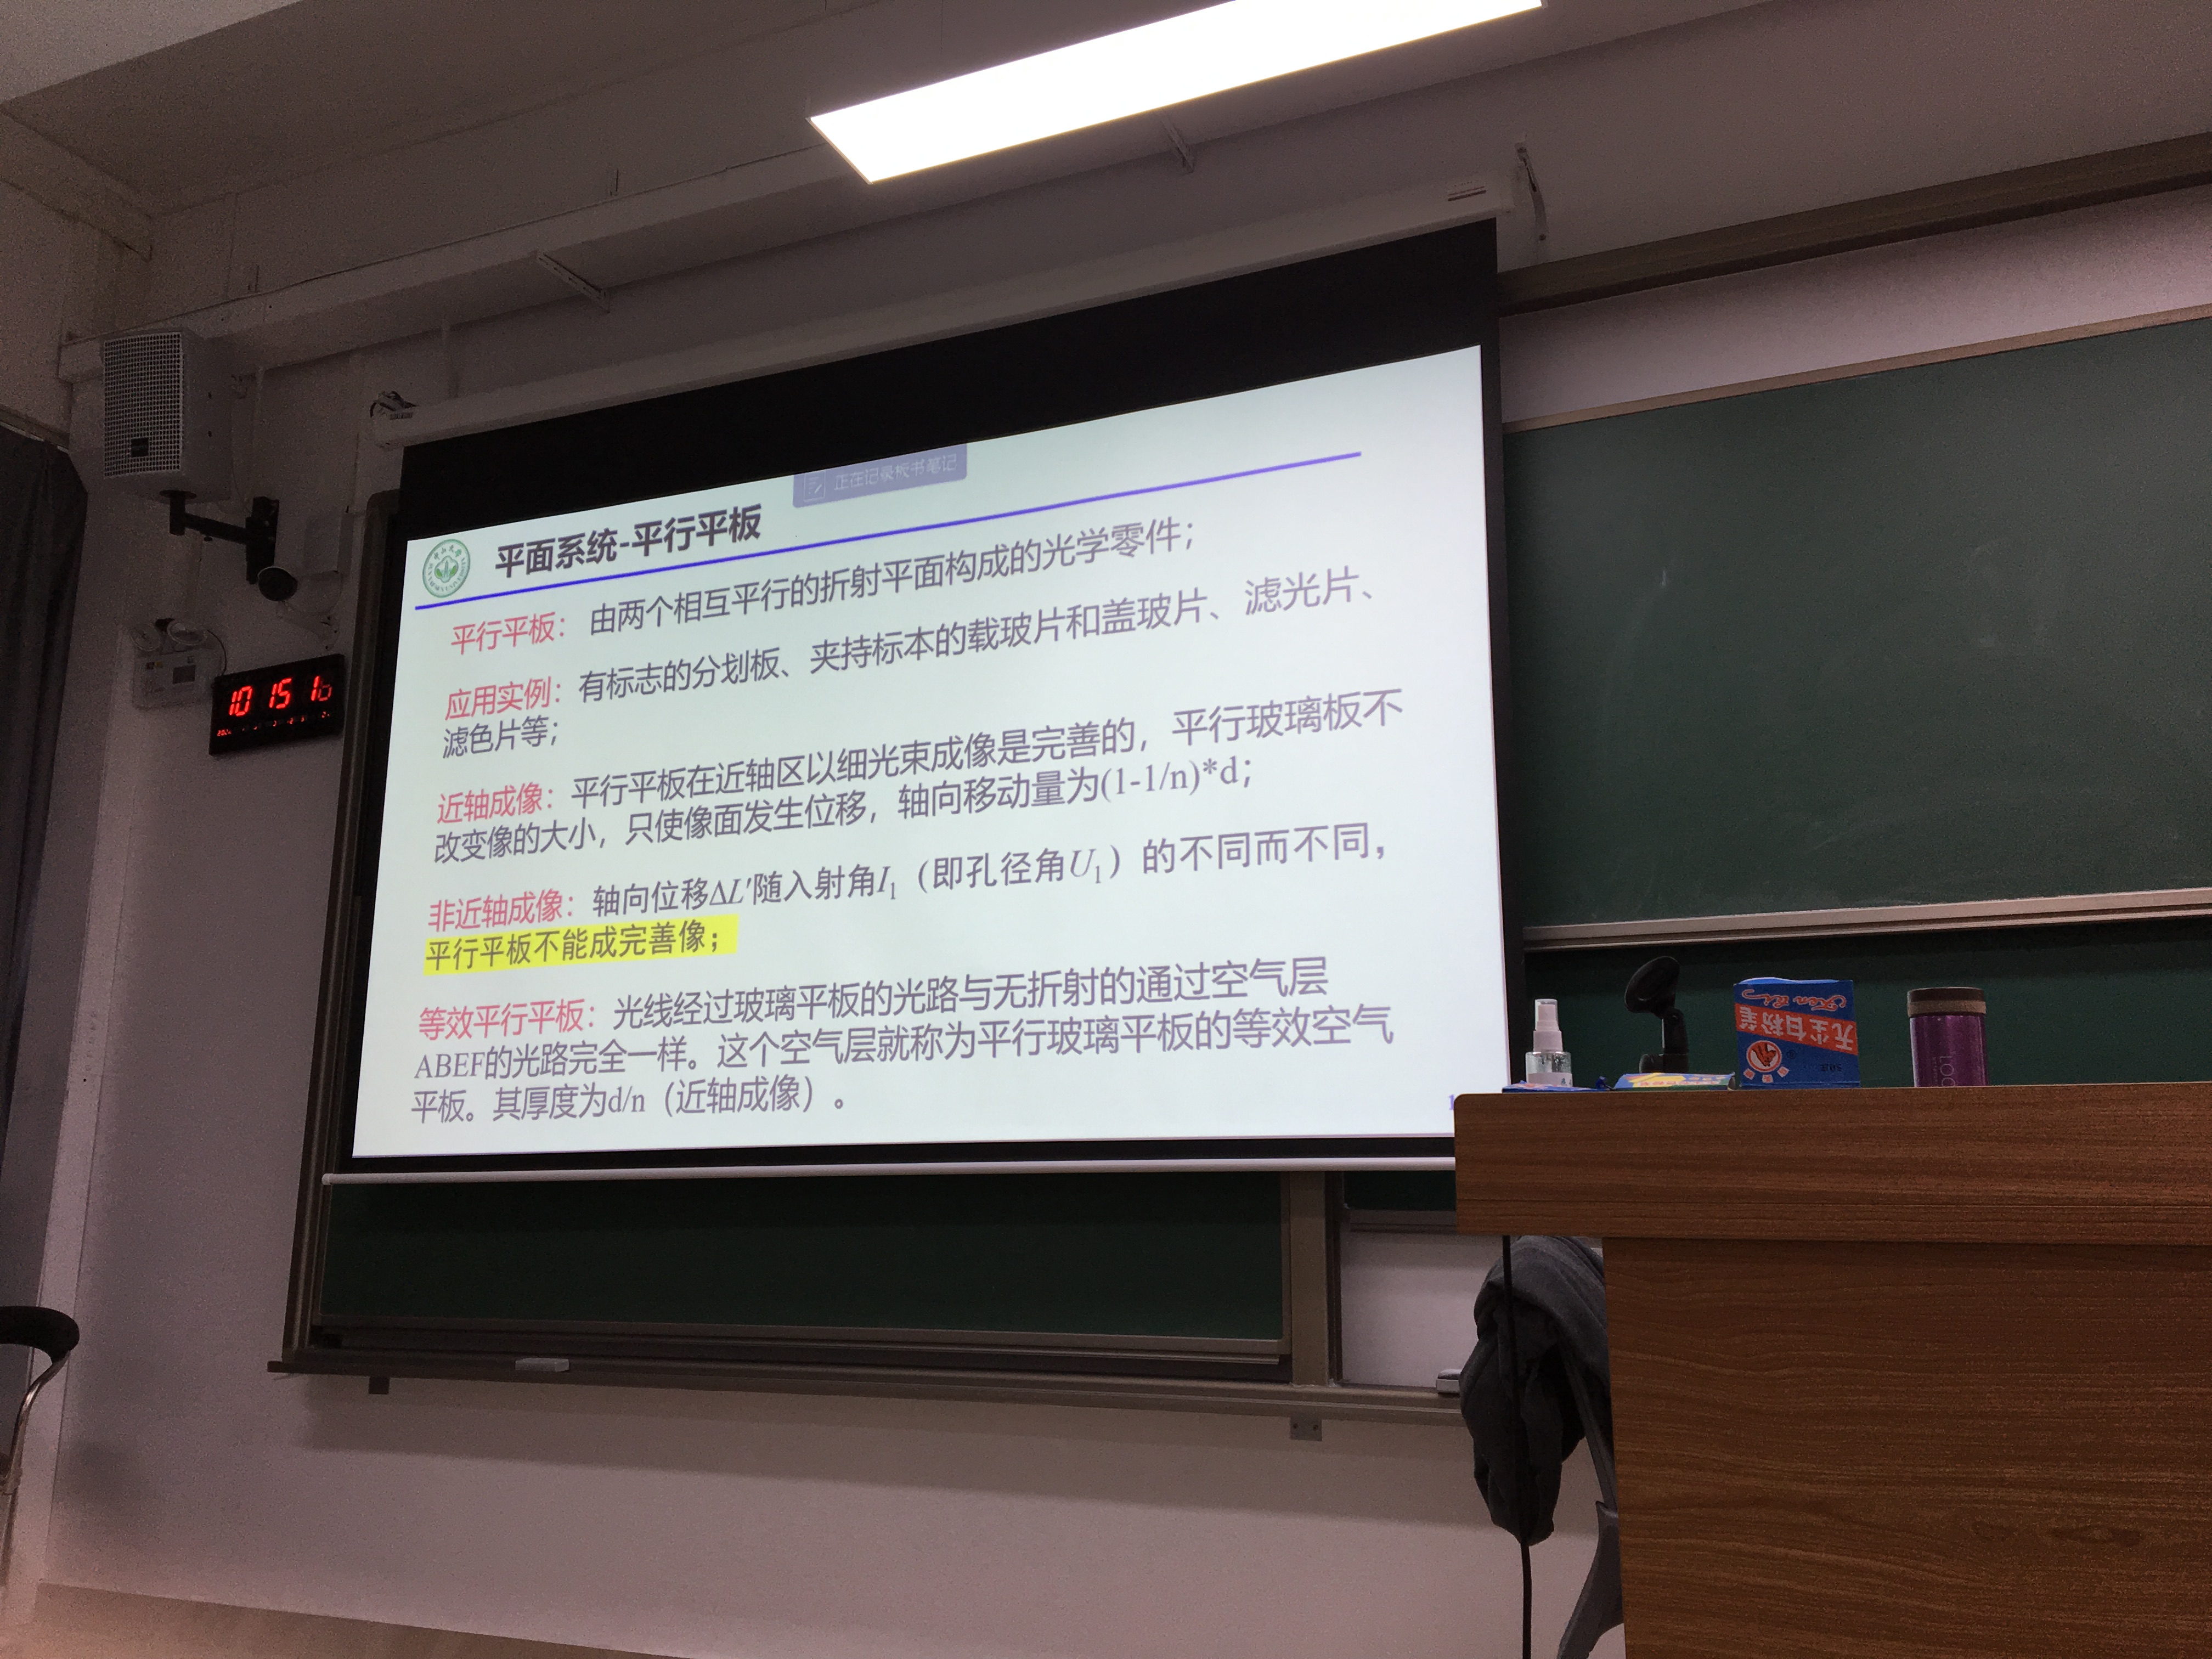 正在记录板书笔记
平面系统-平行平板
平行平板：由两个相互平行的折射平面构成的光学零件；
应用实例：有标志的分划板、夹持标本的载玻片和盖玻片、滤光片、
滤色片等；
近轴成像：平行平板在近轴区以细光束成像是完善的，平行玻璃板不
改变像的大小，只使像面发生位移，轴向移动量为(1-1/n)*d；
非近轴成像：轴向位移ΔL′随入射角I₁（即孔径角U₁）的不同而不同，
平行平板不能成完善像；
等效平行平板：光线经过玻璃平板的光路与无折射的通过空气层
ABEF的光路完全一样。这个空气层就称为平行玻璃平板的等效空气
平板。其厚度为d/n（近轴成像）。
10 15
无尘白粉笔